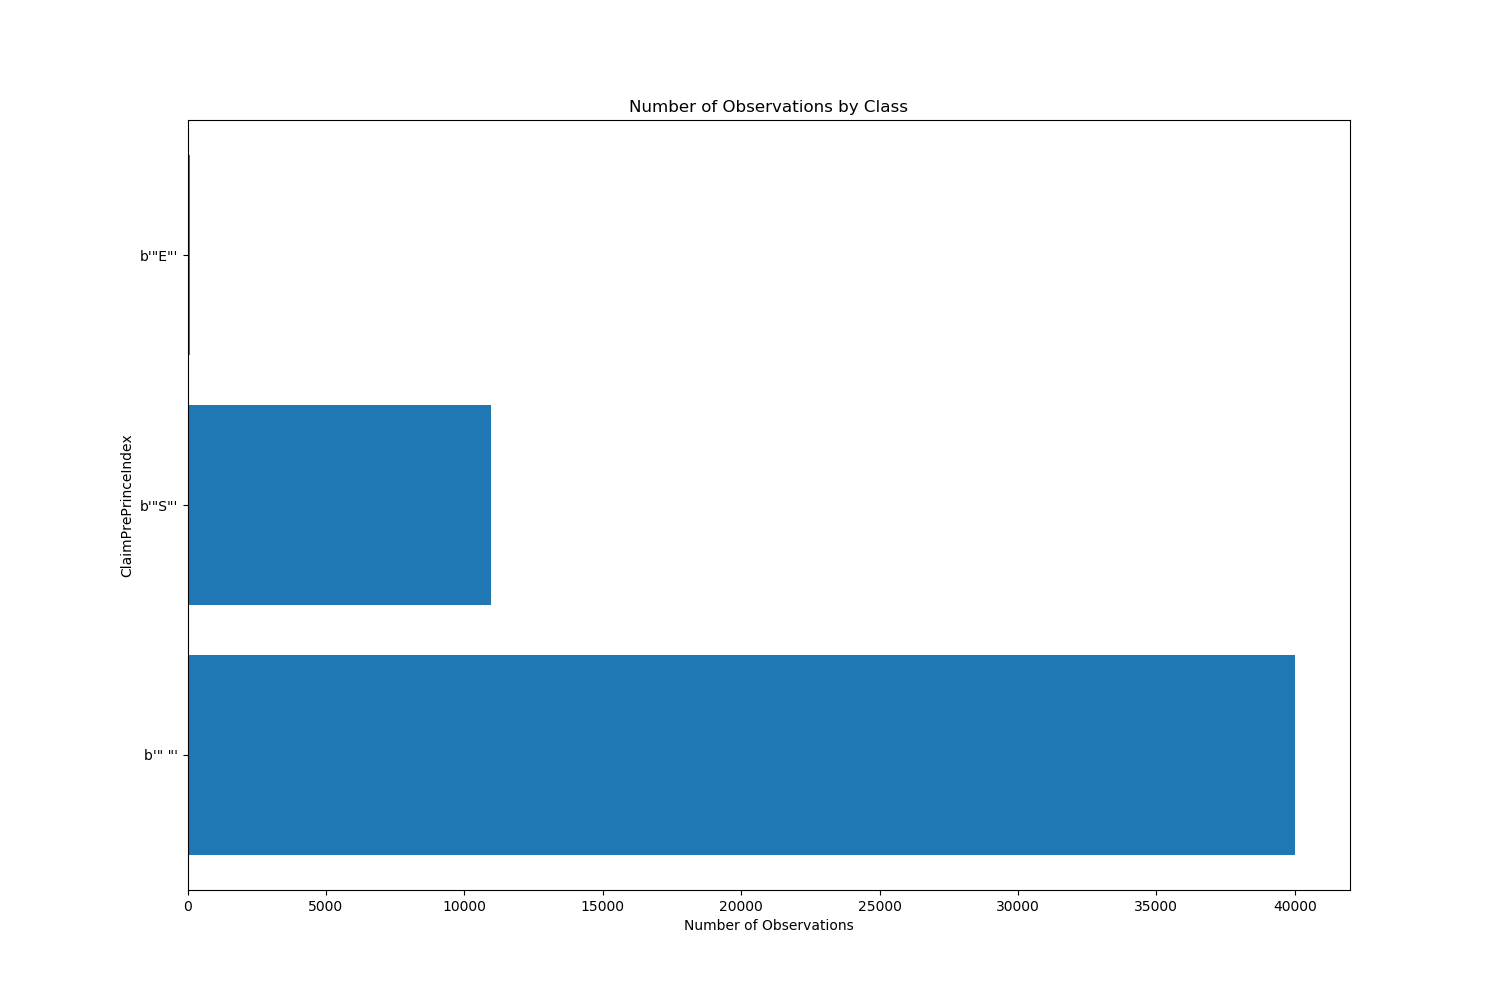 Number of Observations by Class
ClaimPrePrinceIndex
b'"E"'
b'"S"'
b'" "'
0 5000 10000 15000 20000 25000 30000 35000 40000
Number of Observations